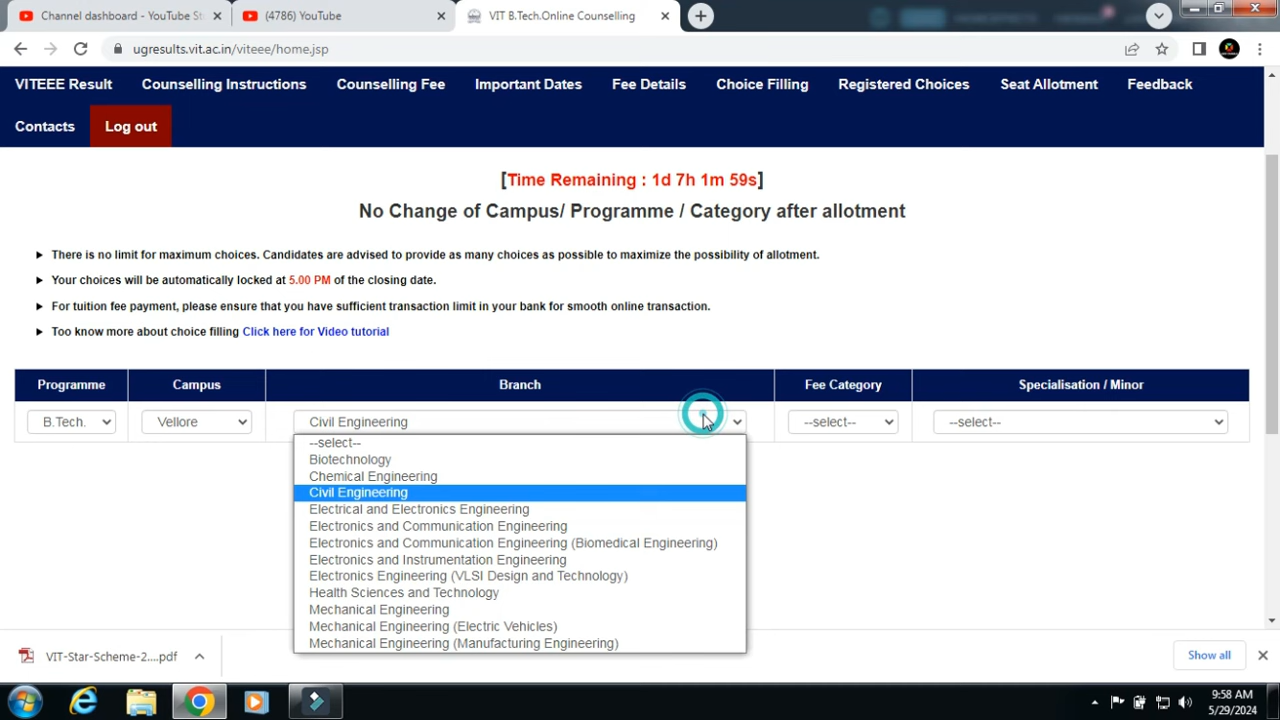 Channel dashboard - YouTube St
(4786) YouTube
VIT B.Tech.Online Counselling
ugresults.vit.ac.in/viteee/home.jsp
VITEEE Result
Counselling Instructions
Counselling Fee
Important Dates
Fee Details
Choice Filling
Registered Choices
Seat Allotment
Feedback
Contacts
Log out
[Time Remaining : 1d 7h 1m 59s]
No Change of Campus/ Programme / Category after allotment
There is no limit for maximum choices. Candidates are advised to provide as many choices as possible to maximize the possibility of allotment.
Your choices will be automatically locked at 5.00 PM of the closing date.
For tuition fee payment, please ensure that you have sufficient transaction limit in your bank for smooth online transaction.
Too know more about choice filling Click here for Video tutorial
Programme
Campus
Branch
Fee Category
Specialisation / Minor
B.Tech.
Vellore
Civil Engineering
--select--
--select--
--select--
Biotechnology
Chemical Engineering
Civil Engineering
Electrical and Electronics Engineering
Electronics and Communication Engineering
Electronics and Communication Engineering (Biomedical Engineering)
Electronics and Instrumentation Engineering
Electronics Engineering (VLSI Design and Technology)
Health Sciences and Technology
Mechanical Engineering
Mechanical Engineering (Electric Vehicles)
Mechanical Engineering (Manufacturing Engineering)
VIT-Star-Scheme-2....pdf
Show all
9:58 AM
5/29/2024